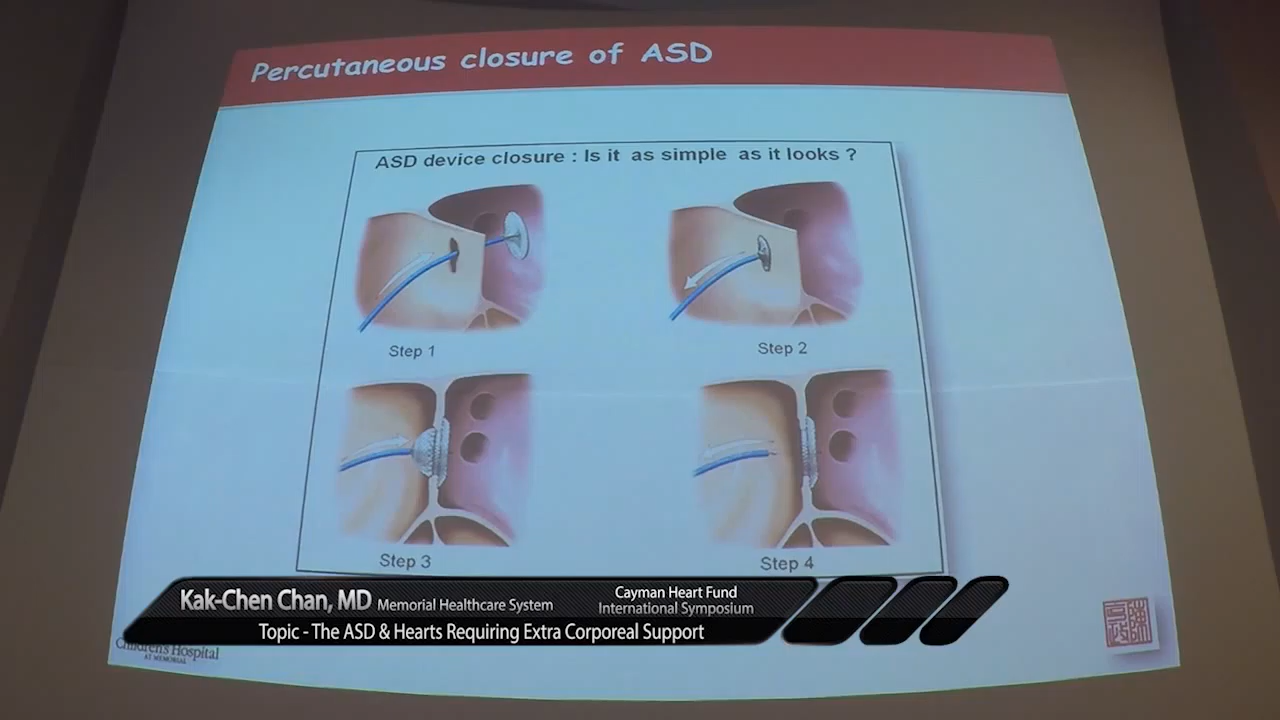 Percutaneous closure of ASD
ASD device closure : Is it as simple as it looks ?
Step 1
Step 2
Step 3
Step 4
Kak-Chen Chan, MD Memorial Healthcare System
Cayman Heart Fund
International Symposium
Topic - The ASD & Hearts Requiring Extra Corporeal Support
Children's Hospital
AT MEMORIAL